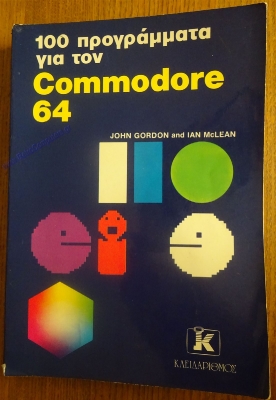 100 προγράμματα
για τον
Commodore
64
JOHN GORDON and IAN McLEAN
Κ
ΚΛΕΙΔΑΡΙΘΜΟΣ